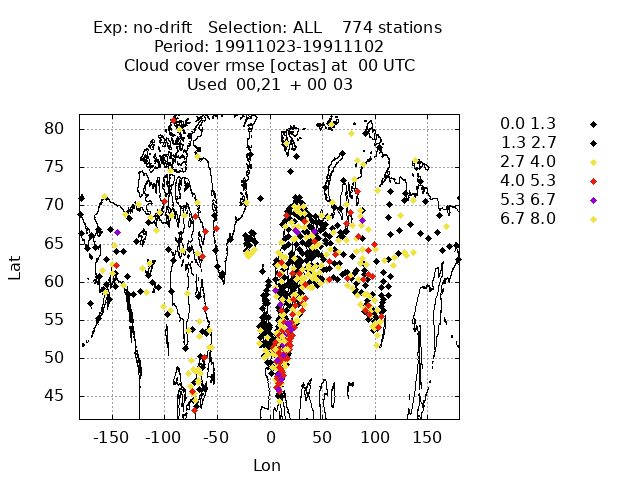 Exp: no-drift Selection: ALL 774 stations
Period: 19911023-19911102
Cloud cover rmse [octas] at 00 UTC
Used 00,21 + 00 03
0.0 1.3
1.3 2.7
2.7 4.0
4.0 5.3
5.3 6.7
6.7 8.0
Lat
80
75
70
65
60
55
50
45
-150 -100 -50 0 50 100 150
Lon